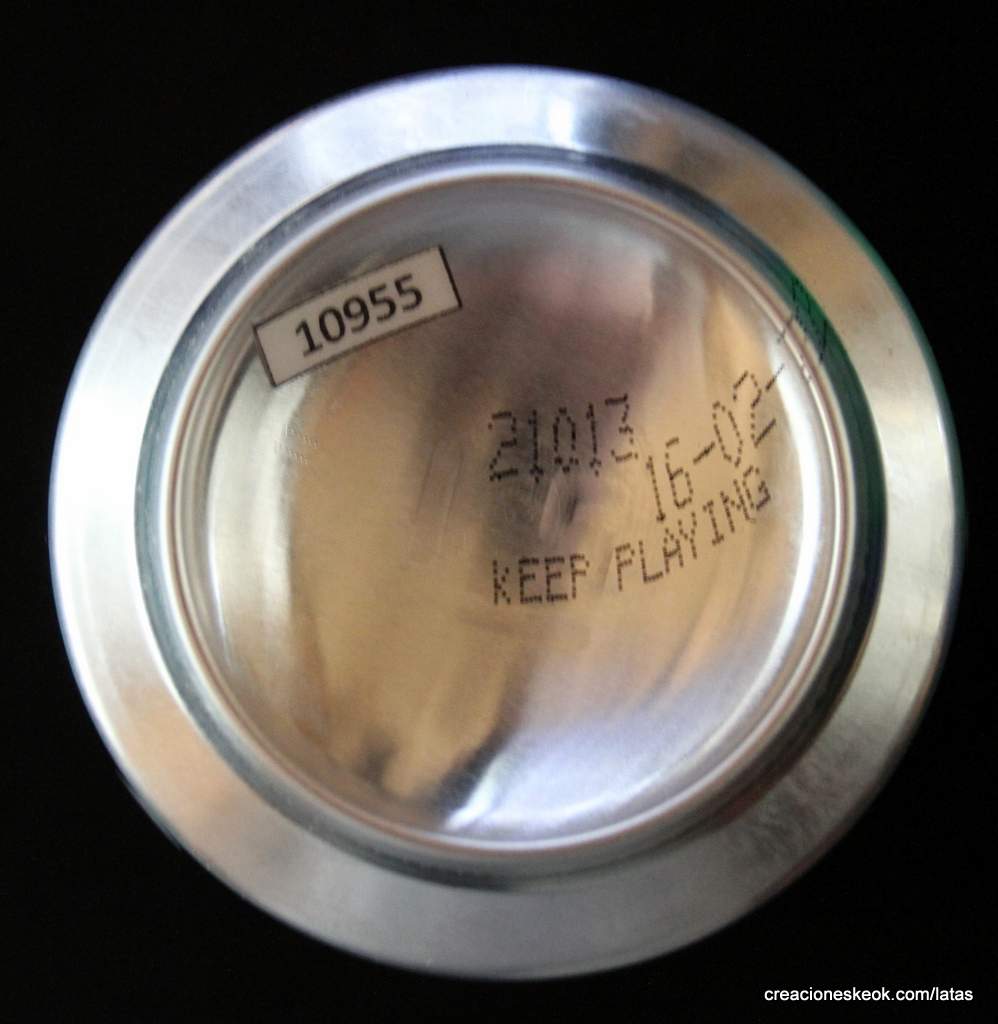 10955
21013
16-02-
KEEP PLAYING
creacioneskeok.com/latas